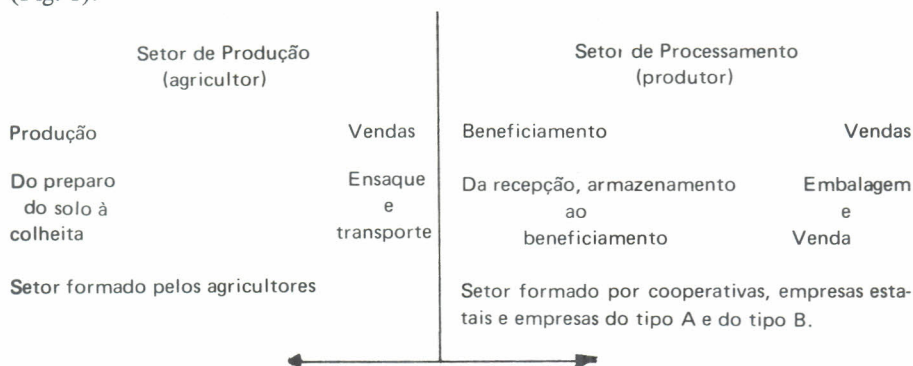 Setor de Produção
(agricultor)
Produção Vendas
Do preparo
do solo à
colheita
Ensaque
e
transporte
Setor formado pelos agricultores
Setor de Processamento
(produtor)
Beneficiamento Vendas
Da recepção, armazenamento
ao
beneficiamento
Embalagem
e
Venda
Setor formado por cooperativas, empresas esta-
tais e empresas do tipo A e do tipo B.